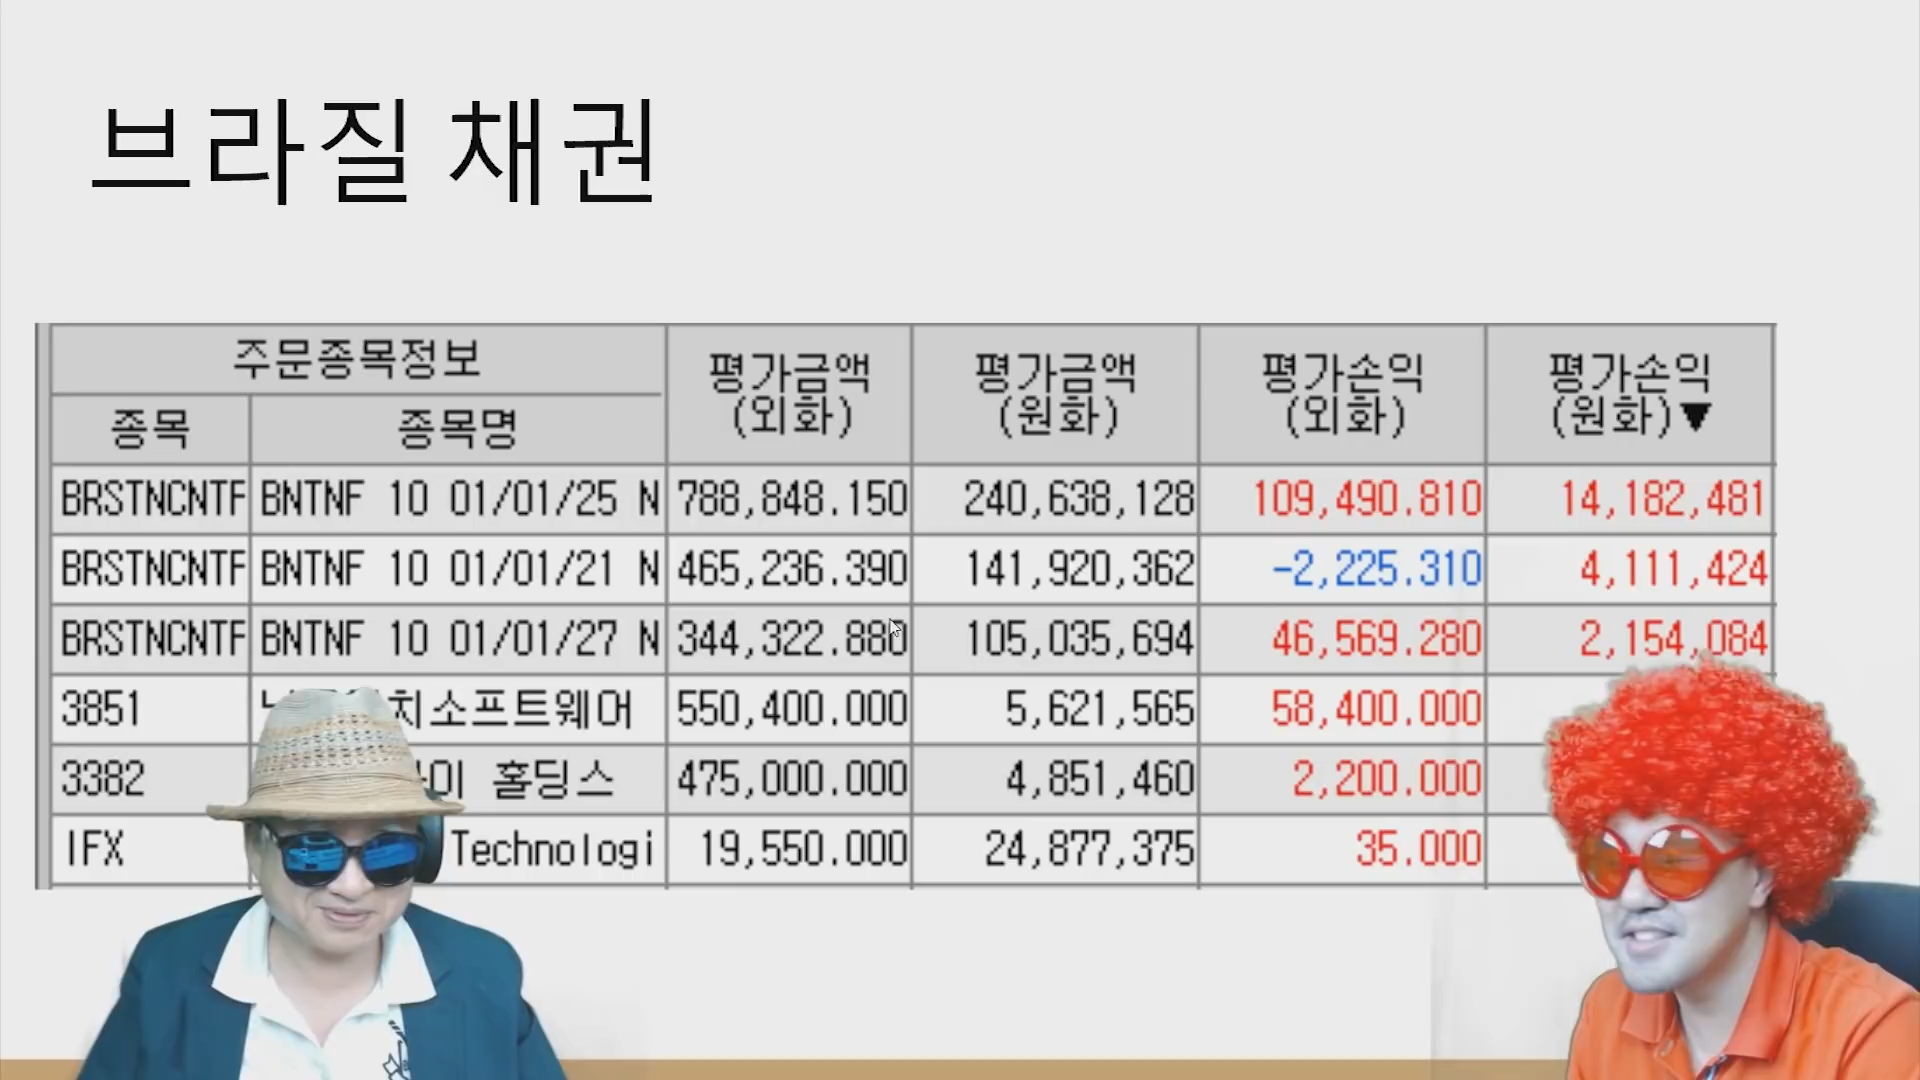 브라질 채권
주문종목정보 평가금액 (외화) 평가금액 (원화) 평가손익 (외화) 평가손익 (원화)▼
종목 종목명
BRSTNCNTF BNTNF 10 01/01/25 N 788,848.150 240,638,128 109,490.810 14,182,481
BRSTNCNTF BNTNF 10 01/01/21 N 465,236.390 141,920,362 -2,225.310 4,111,424
BRSTNCNTF BNTNF 10 01/01/27 N 344,322.880 105,035,694 46,569.280 2,154,084
3851 치소프트웨어 550,400.000 5,621,565 58,400.000
3382 이 홀딩스 475,000.000 4,851,460 2,200.000
IFX Technologi 19,550.000 24,877,375 35.000